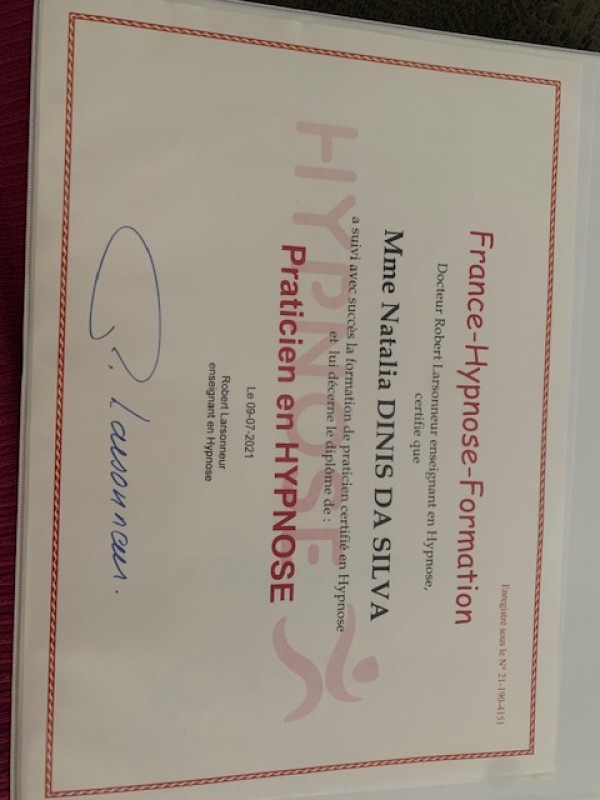 Enregistré sous le N° 21-190-4151
France-Hypnose-Formation
Docteur Robert Larsonneur enseignant en Hypnose,
certifie que
Mme Natalia DINIS DA SILVA
a suivi avec succès la formation de praticien certifié en Hypnose
et lui décerne le diplôme de :
HYPNOSE
Praticien en HYPNOSE
Le 09-07-2021
Robert Larsonneur
enseignant en Hypnose
R. Larsonneur.